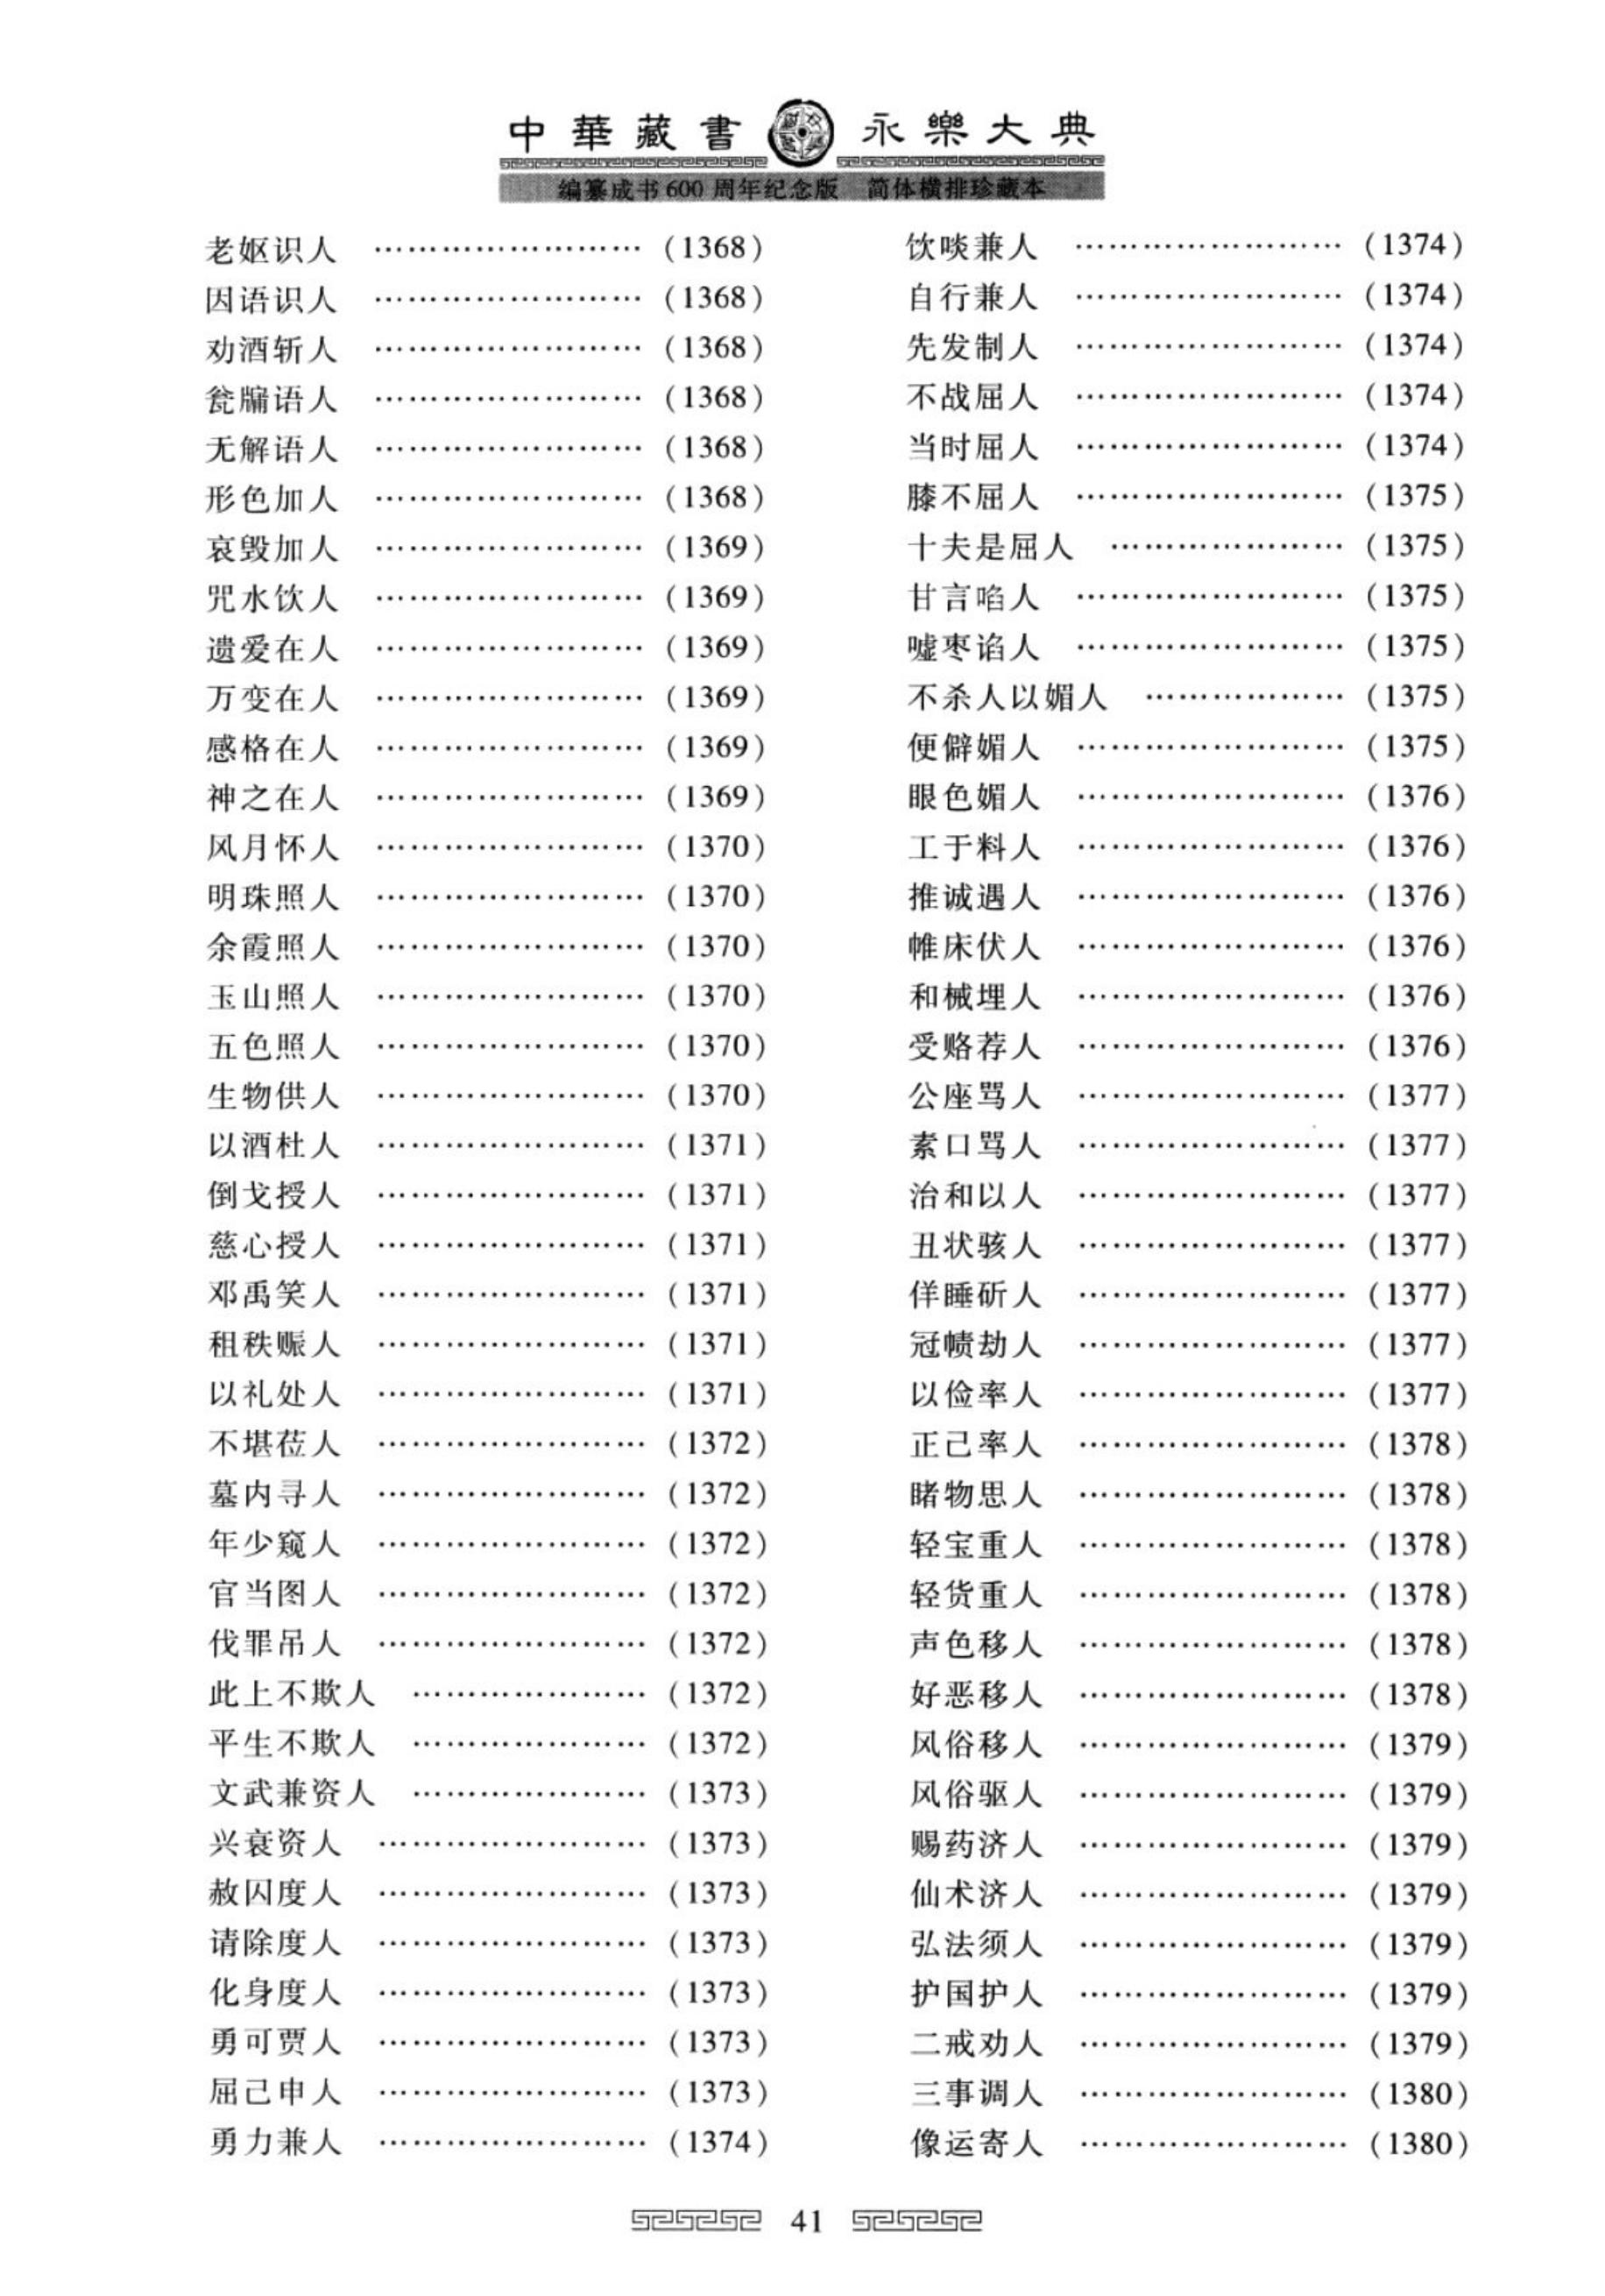 中華藏書 永樂大典
编纂成书600周年纪念版 简体横排珍藏本
老妪识人 …………………… (1368)
因语识人 …………………… (1368)
劝酒斩人 …………………… (1368)
瓮牖语人 …………………… (1368)
无解语人 …………………… (1368)
形色加人 …………………… (1368)
哀毁加人 …………………… (1369)
咒水饮人 …………………… (1369)
遗爱在人 …………………… (1369)
万变在人 …………………… (1369)
感格在人 …………………… (1369)
神之在人 …………………… (1369)
风月怀人 …………………… (1370)
明珠照人 …………………… (1370)
余霞照人 …………………… (1370)
玉山照人 …………………… (1370)
五色照人 …………………… (1370)
生物供人 …………………… (1370)
以酒杜人 …………………… (1371)
倒戈授人 …………………… (1371)
慈心授人 …………………… (1371)
邓禹笑人 …………………… (1371)
租秩赈人 …………………… (1371)
以礼处人 …………………… (1371)
不堪莅人 …………………… (1372)
墓内寻人 …………………… (1372)
年少窥人 …………………… (1372)
官当图人 …………………… (1372)
伐罪吊人 …………………… (1372)
此上不欺人 ………………… (1372)
平生不欺人 ………………… (1372)
文武兼资人 ………………… (1373)
兴衰资人 …………………… (1373)
赦囚度人 …………………… (1373)
请除度人 …………………… (1373)
化身度人 …………………… (1373)
勇可贾人 …………………… (1373)
屈己申人 …………………… (1373)
勇力兼人 …………………… (1374)
饮啖兼人 …………………… (1374)
自行兼人 …………………… (1374)
先发制人 …………………… (1374)
不战屈人 …………………… (1374)
当时屈人 …………………… (1374)
膝不屈人 …………………… (1375)
十夫是屈人 ………………… (1375)
甘言啗人 …………………… (1375)
嘘枣谄人 …………………… (1375)
不杀人以媚人 ……………… (1375)
便僻媚人 …………………… (1375)
眼色媚人 …………………… (1376)
工于料人 …………………… (1376)
推诚遇人 …………………… (1376)
帷床伏人 …………………… (1376)
和械埋人 …………………… (1376)
受赂荐人 …………………… (1376)
公座骂人 …………………… (1377)
素口骂人 …………………… (1377)
治和以人 …………………… (1377)
丑状骇人 …………………… (1377)
佯睡斫人 …………………… (1377)
冠帻劫人 …………………… (1377)
以俭率人 …………………… (1377)
正己率人 …………………… (1378)
睹物思人 …………………… (1378)
轻宝重人 …………………… (1378)
轻货重人 …………………… (1378)
声色移人 …………………… (1378)
好恶移人 …………………… (1378)
风俗移人 …………………… (1379)
风俗驱人 …………………… (1379)
赐药济人 …………………… (1379)
仙术济人 …………………… (1379)
弘法须人 …………………… (1379)
护国护人 …………………… (1379)
二戒劝人 …………………… (1379)
三事调人 …………………… (1380)
像运寄人 …………………… (1380)
41